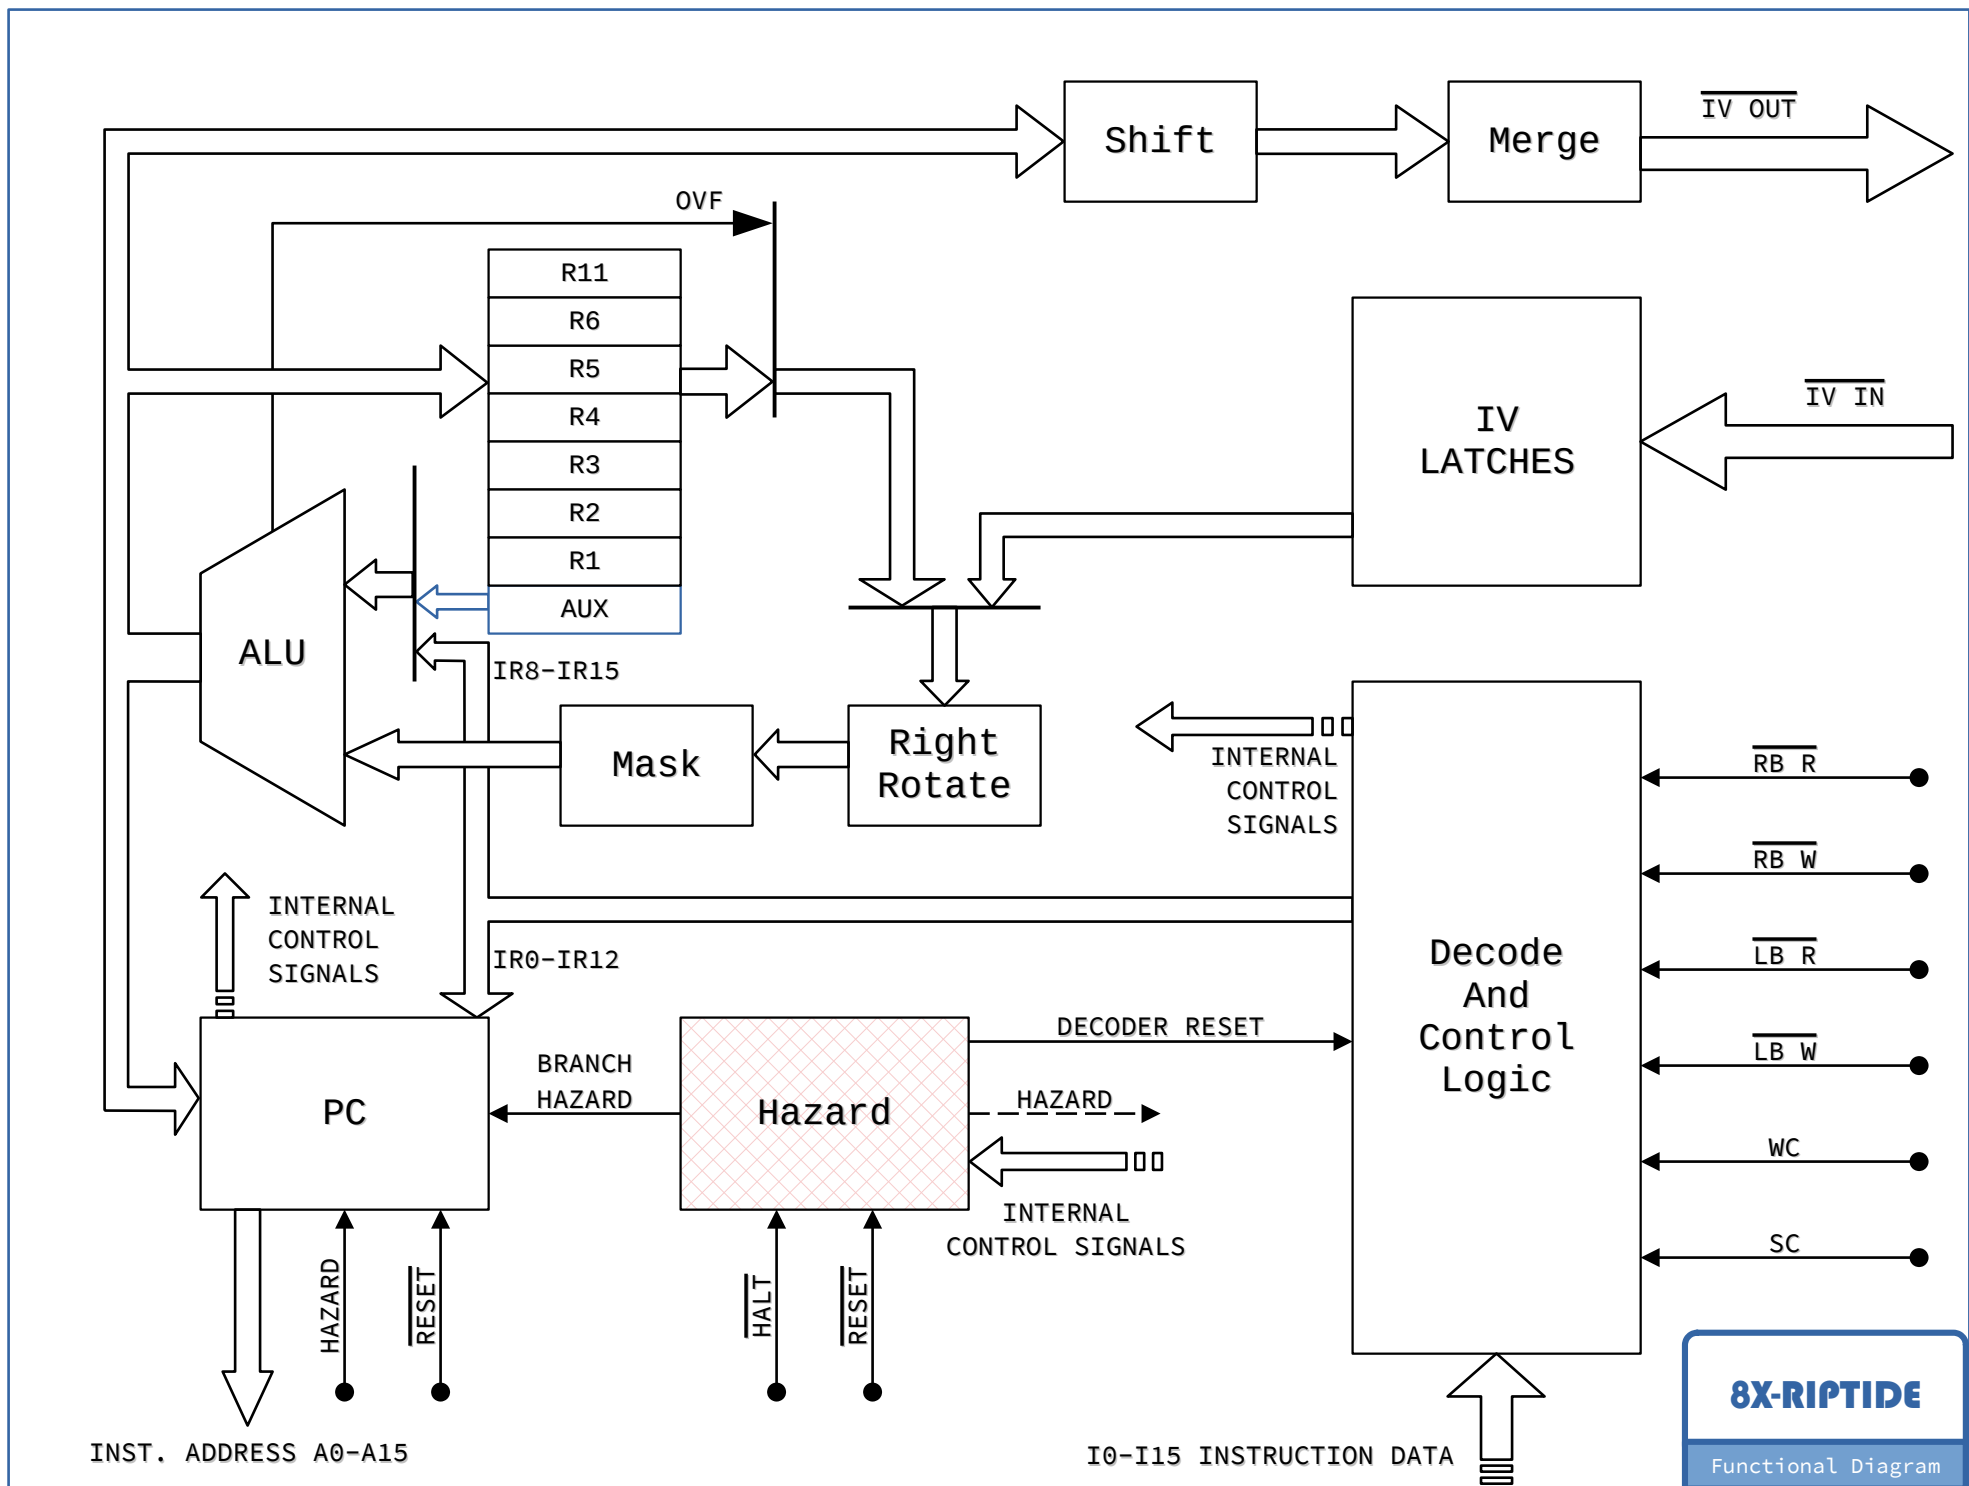 IV OUT
Shift
Merge
OVF
R11
R6
R5
R4
R3
R2
R1
AUX
IV
LATCHES
IV IN
ALU
IR8-IR15
Mask
Right
Rotate
INTERNAL
CONTROL
SIGNALS
RB R
RB W
LB R
LB W
WC
SC
INTERNAL
CONTROL
SIGNALS
IR0-IR12
Decode
And
Control
Logic
DECODER RESET
BRANCH
HAZARD
HAZARD
PC
Hazard
INTERNAL
CONTROL SIGNALS
HAZARD
RESET
HALT
RESET
INST. ADDRESS A0-A15
I0-I15 INSTRUCTION DATA
8X-RIPTIDE
Functional Diagram